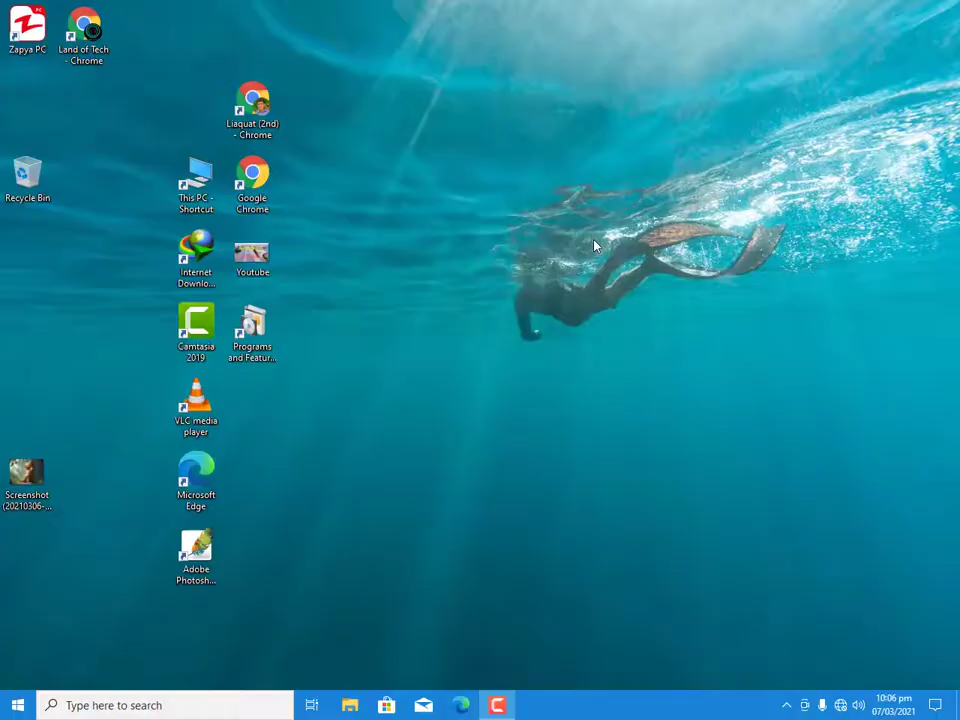 Zapya PC
Land of Tech
- Chrome
Liaquat (2nd)
- Chrome
Recycle Bin
This PC -
Shortcut
Google
Chrome
Internet
Downlo...
Youtube
Camtasia
2019
Programs
and Featur...
VLC media
player
Screenshot
(20210306-...
Microsoft
Edge
Adobe
Photosh...
Type here to search
10:06 pm
07/03/2021